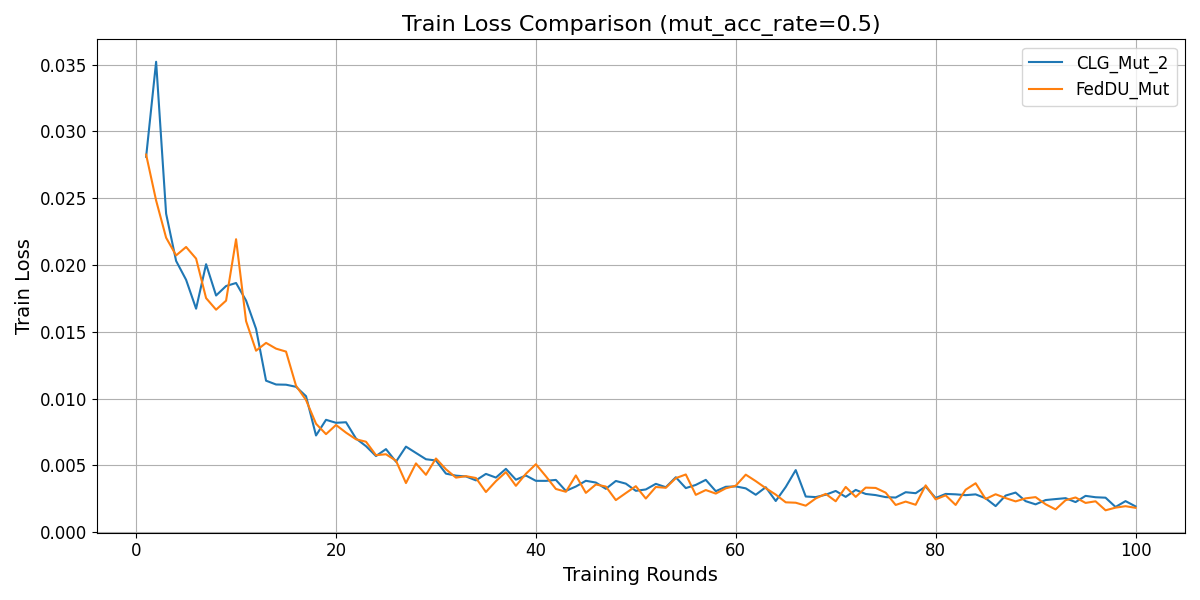 Train Loss Comparison (mut_acc_rate=0.5)
CLG_Mut_2
FedDU_Mut
Train Loss
0.035
0.030
0.025
0.020
0.015
0.010
0.005
0.000
0 20 40 60 80 100
Training Rounds